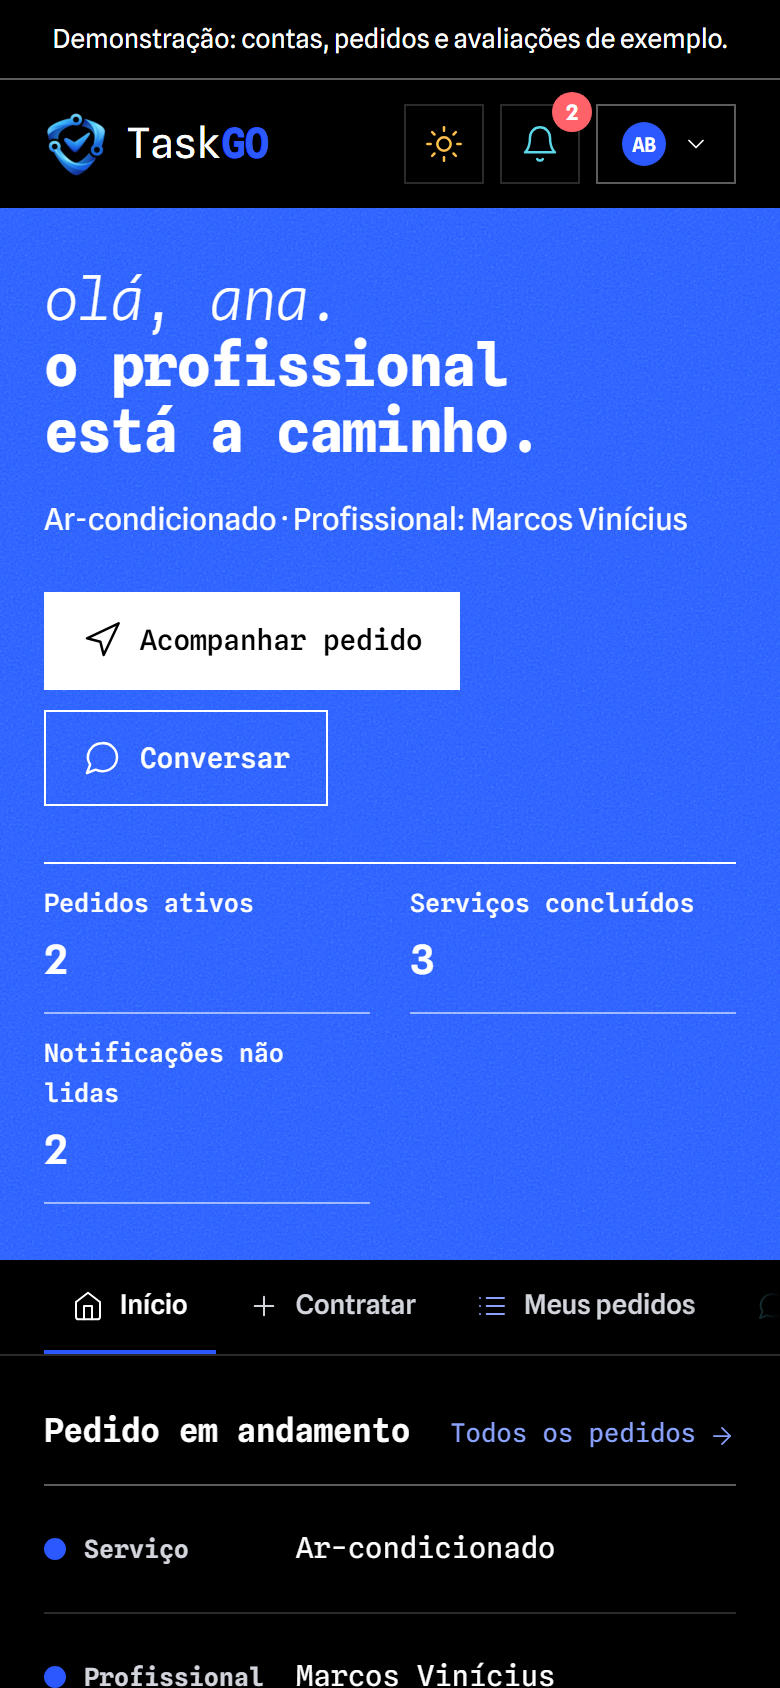 Demonstração: contas, pedidos e avaliações de exemplo.
TaskGO
2
AB
olá, ana.
o profissional
está a caminho.
Ar-condicionado · Profissional: Marcos Vinícius
Acompanhar pedido
Conversar
Pedidos ativos
2
Serviços concluídos
3
Notificações não
lidas
2
Início
Contratar
Meus pedidos
Pedido em andamento
Todos os pedidos →
Serviço
Ar-condicionado
Profissional
Marcos Vinícius